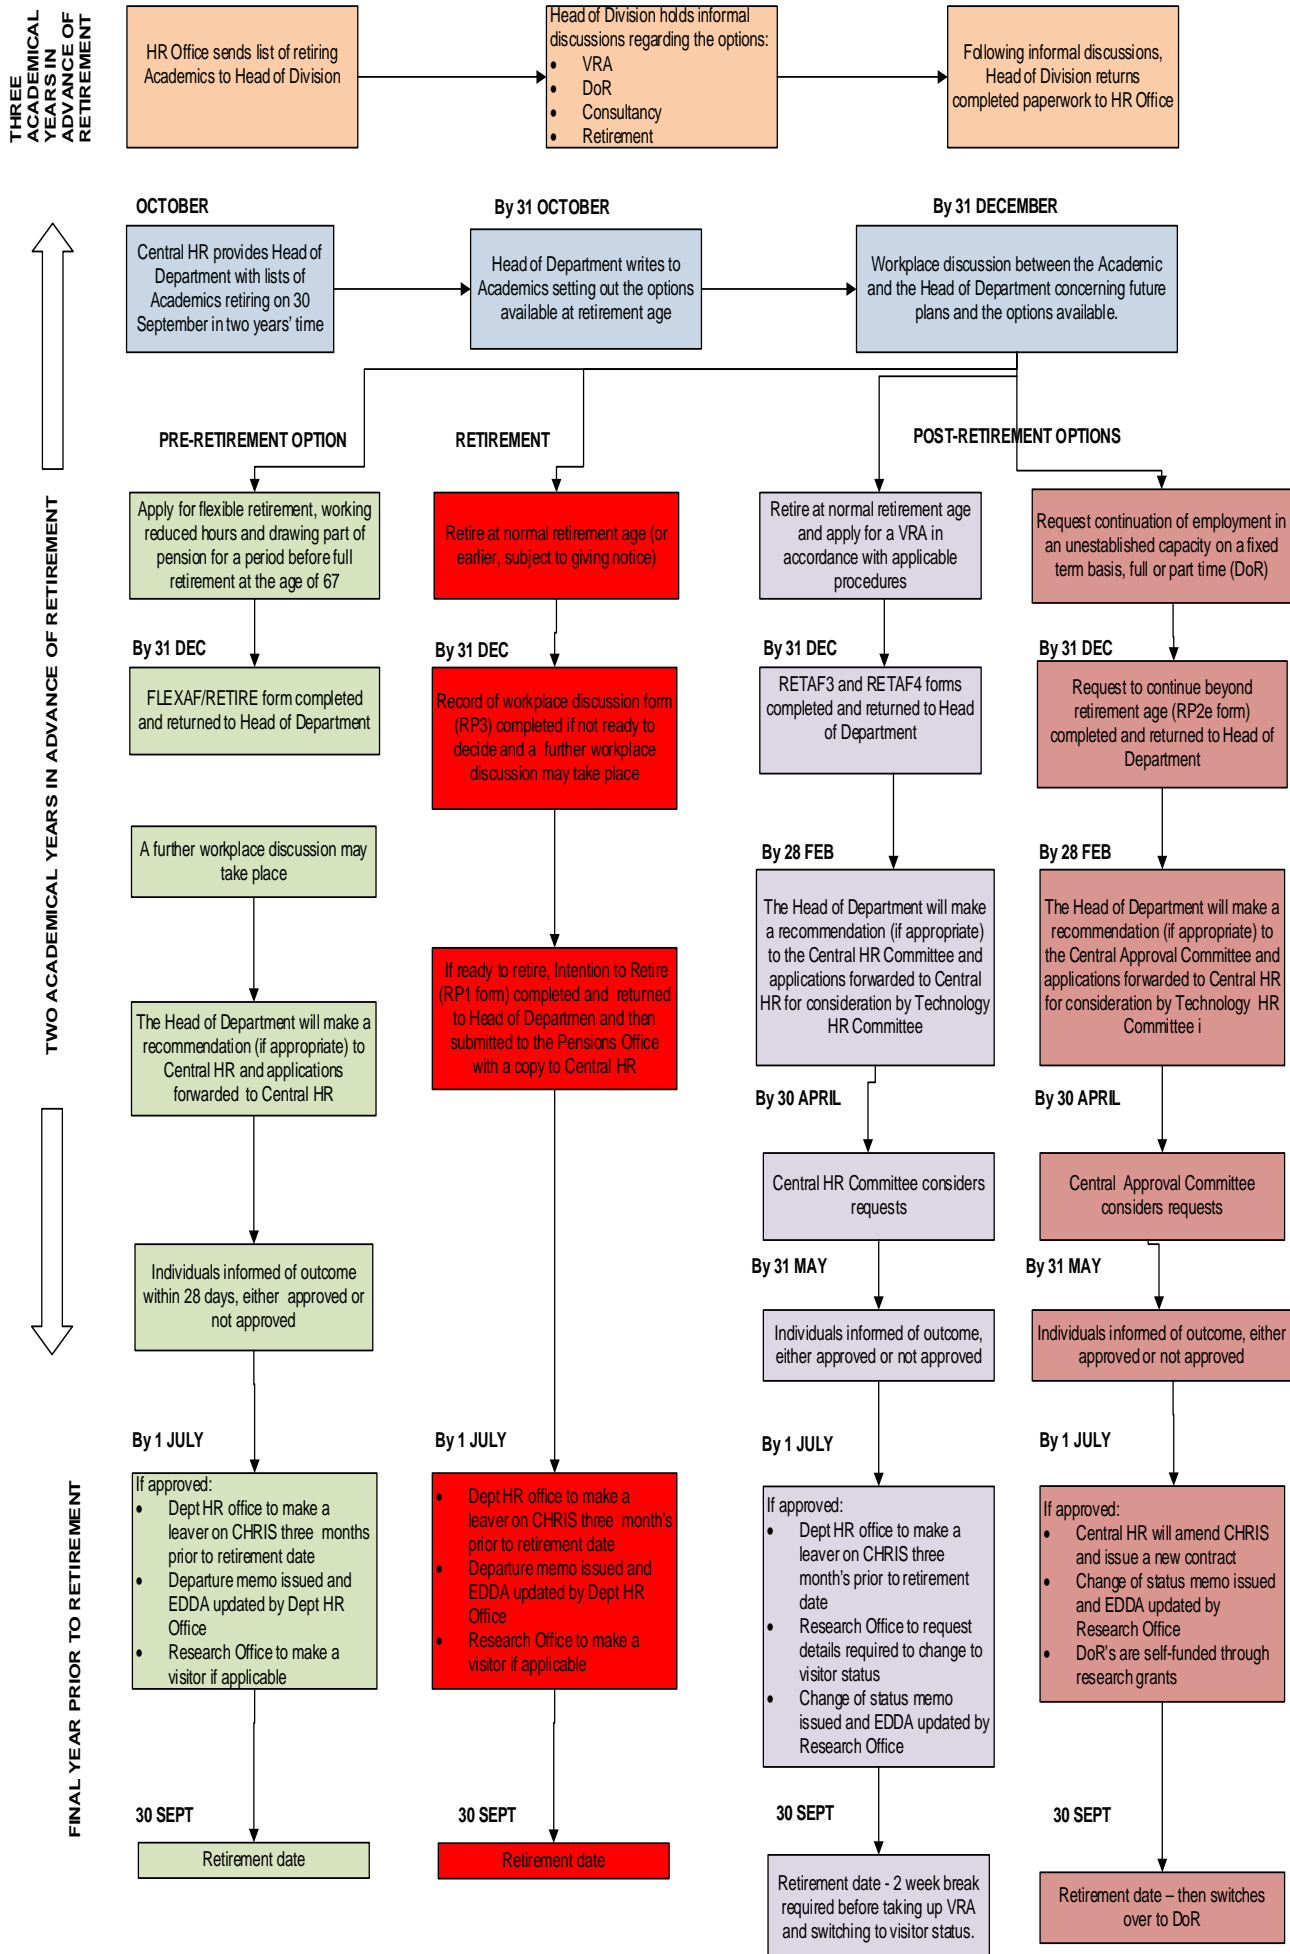 THREE
ACADEMICAL
YEARS IN
ADVANCE OF
RETIREMENT
HR Office sends list of retiring
Academics to Head of Division
Head of Division holds informal
discussions regarding the options:
• VRA
• DoR
• Consultancy
• Retirement
Following informal discussions,
Head of Division returns
completed paperwork to HR Office
OCTOBER
By 31 OCTOBER
By 31 DECEMBER
Central HR provides Head of
Department with lists of
Academics retiring on 30
September in two years' time
Head of Department writes to
Academics setting out the options
available at retirement age
Workplace discussion between the Academic
and the Head of Department concerning future
plans and the options available.
TWO ACADEMICAL YEARS IN ADVANCE OF RETIREMENT
PRE-RETIREMENT OPTION
RETIREMENT
POST-RETIREMENT OPTIONS
Apply for flexible retirement, working
reduced hours and drawing part of
pension for a period before full
retirement at the age of 67
Retire at normal retirement age (or
earlier, subject to giving notice)
Retire at normal retirement age
and apply for a VRA in
accordance with applicable
procedures
Request continuation of employment in
an unestablished capacity on a fixed
term basis, full or part time (DoR)
By 31 DEC
By 31 DEC
By 31 DEC
By 31 DEC
FLEXAF/RETIRE form completed
and returned to Head of Department
Record of workplace discussion form
(RP3) completed if not ready to
decide and a further workplace
discussion may take place
RETAF3 and RETAF4 forms
completed and returned to Head
of Department
Request to continue beyond
retirement age (RP2e form)
completed and returned to Head of
Department
A further workplace discussion may
take place
By 28 FEB
By 28 FEB
The Head of Department will make a
recommendation (if appropriate) to
Central HR and applications
forwarded to Central HR
If ready to retire, Intention to Retire
(RP1 form) completed and returned
to Head of Departmen and then
submitted to the Pensions Office
with a copy to Central HR
The Head of Department will make
a recommendation (if appropriate)
to the Central HR Committee and
applications forwarded to Central
HR for consideration by Technology
HR Committee
The Head of Department will make a
recommendation (if appropriate) to
the Central Approval Committee and
applications forwarded to Central HR
for consideration by Technology HR
Committee i
By 30 APRIL
By 30 APRIL
Central HR Committee considers
requests
Central Approval Committee
considers requests
Individuals informed of outcome
within 28 days, either approved or
not approved
By 31 MAY
By 31 MAY
Individuals informed of outcome,
either approved or not approved
Individuals informed of outcome, either
approved or not approved
FINAL YEAR PRIOR TO RETIREMENT
By 1 JULY
By 1 JULY
By 1 JULY
By 1 JULY
If approved:
• Dept HR office to make a
leaver on CHRIS three months
prior to retirement date
• Departure memo issued and
EDDA updated by Dept HR
Office
• Research Office to make a
visitor if applicable
• Dept HR office to make a
leaver on CHRIS three month's
prior to retirement date
• Departure memo issued and
EDDA updated by Dept HR
Office
• Research Office to make a
visitor if applicable
If approved:
• Dept HR office to make a
leaver on CHRIS three
month's prior to retirement
date
• Research Office to request
details required to change to
visitor status
• Change of status memo
issued and EDDA updated by
Research Office
If approved:
• Central HR will amend CHRIS
and issue a new contract
• Change of status memo issued
and EDDA updated by
Research Office
• DoR's are self-funded through
research grants
30 SEPT
30 SEPT
30 SEPT
30 SEPT
Retirement date
Retirement date
Retirement date - 2 week break
required before taking up VRA
and switching to visitor status.
Retirement date – then switches
over to DoR